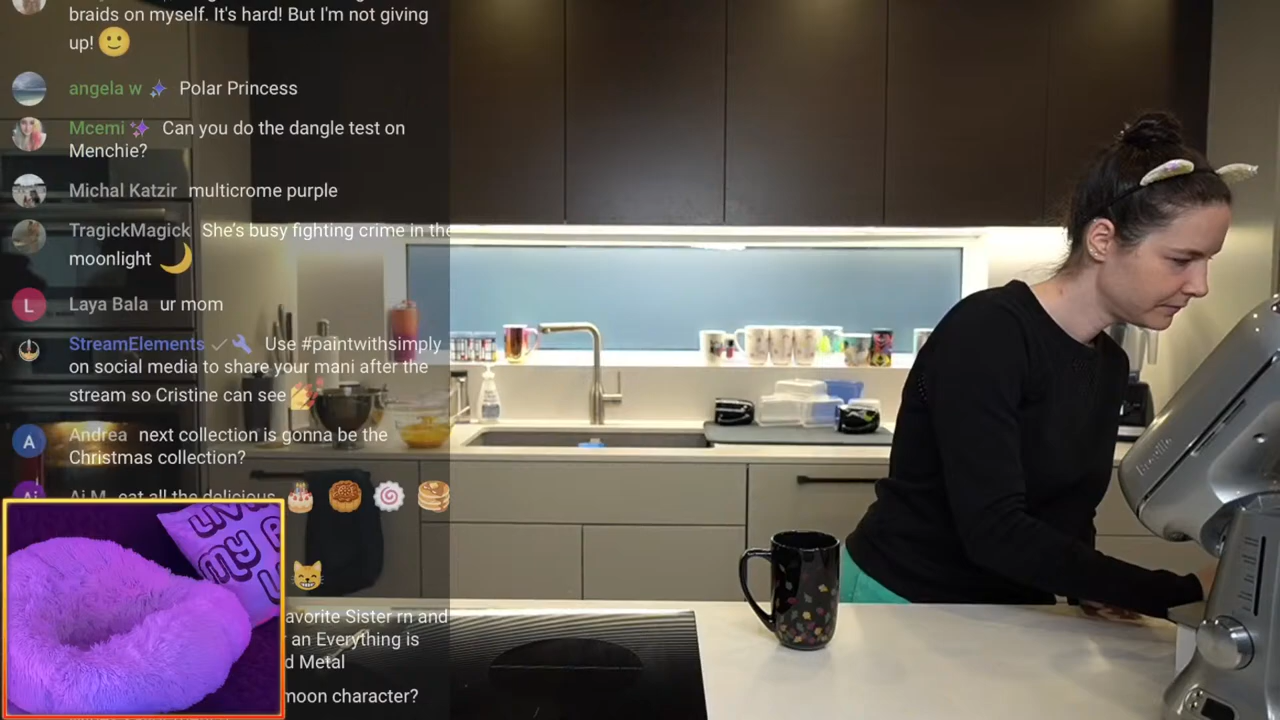 braids on myself. It's hard! But I'm not giving
up! 🙂
angela w ✨ Polar Princess
Mcemi ✨ Can you do the dangle test on
Menchie?
Michal Katzir multicrome purple
TragickMagick She's busy fighting crime in the
moonlight 🌙
L Laya Bala ur mom
StreamElements Use #paintwithsimply
on social media to share your mani after the
stream so Cristine can see 💅
A Andrea next collection is gonna be the
Christmas collection?
Ai M eat all the delicious 🎂 🥮 🍥 🥞
😸
avorite Sister rn and
an Everything is
d Metal
moon character?
MY
Breville